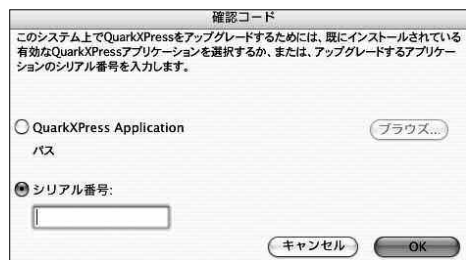 確認コード
このシステム上でQuarkXPressをアップグレードするためには、既にインストールされている
有効なQuarkXPressアプリケーションを選択するか、または、アップグレードするアプリケー
ションのシリアル番号を入力します。
QuarkXPress Application
ブラウズ...
パス
シリアル番号:
キャンセル
OK